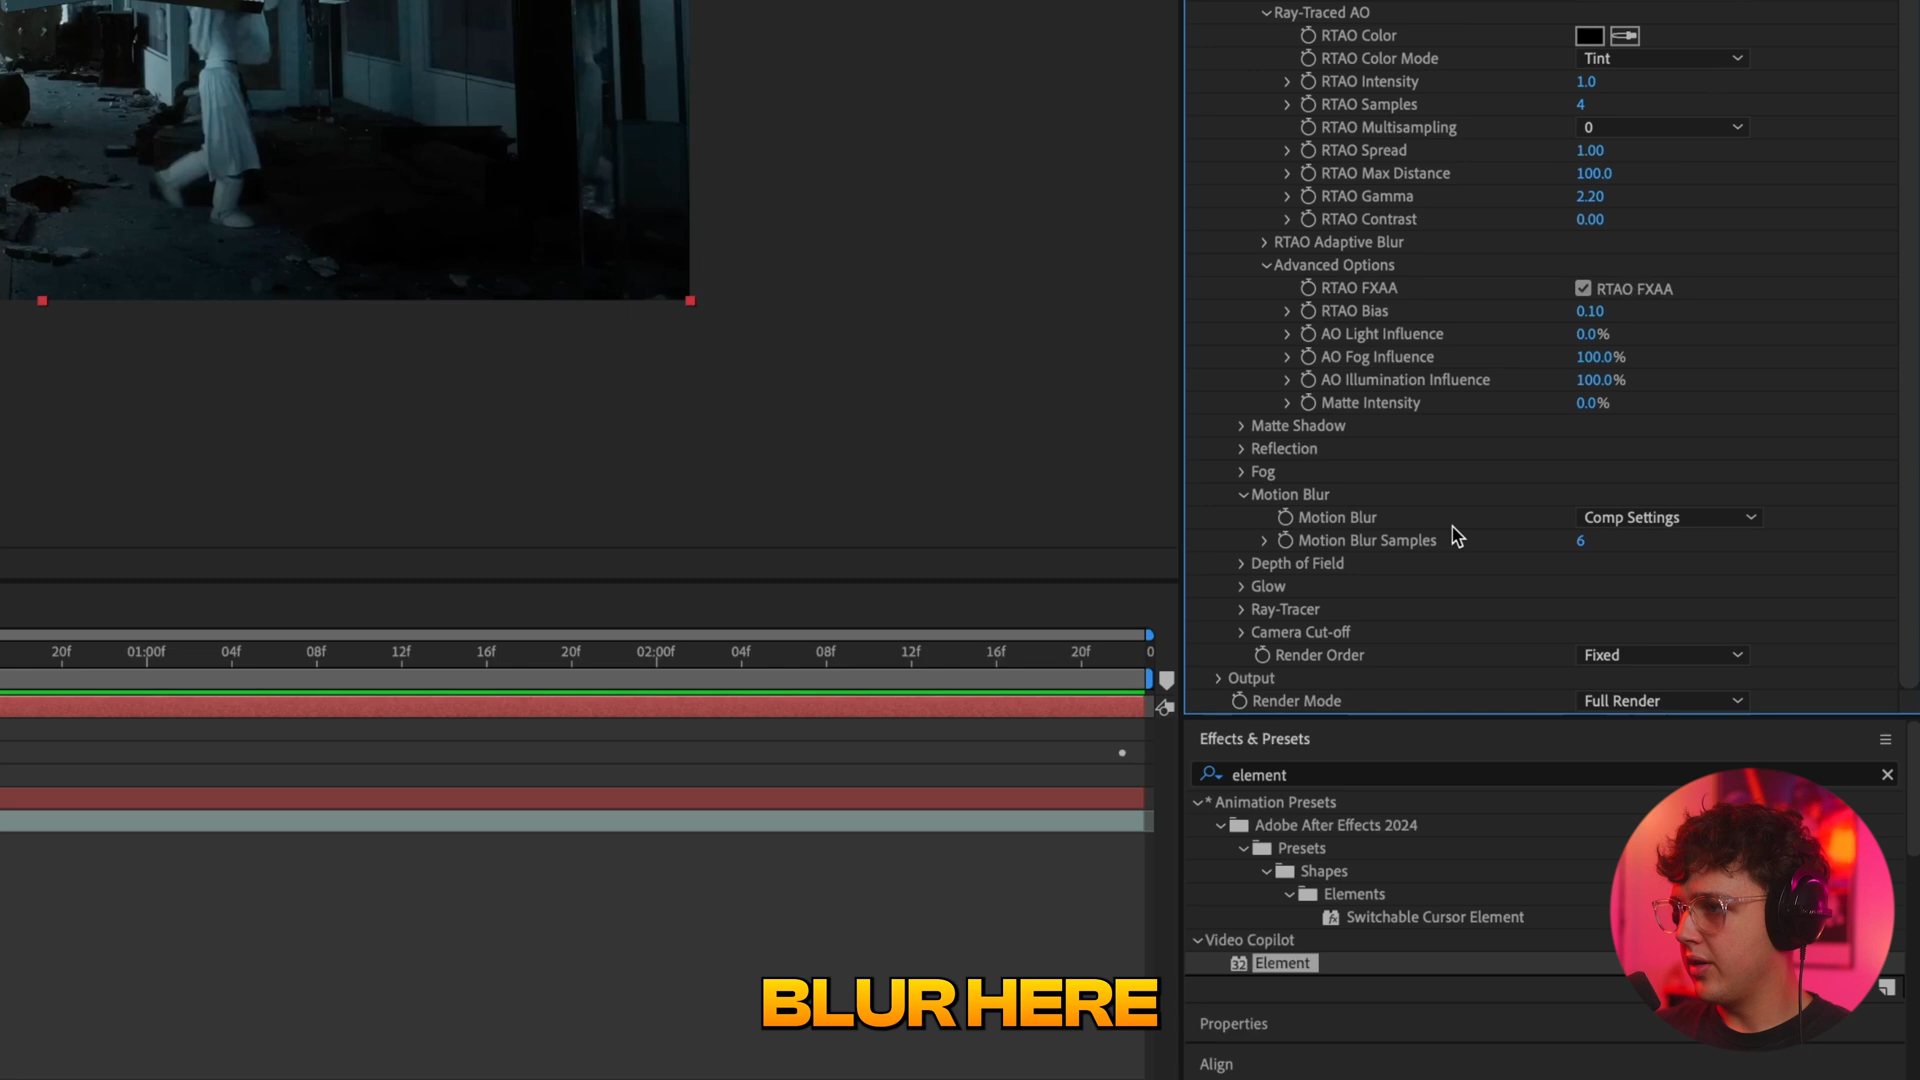 Ray-Traced AO
RTAO Color
RTAO Color Mode Tint
RTAO Intensity 1.0
RTAO Samples 4
RTAO Multisampling 0
RTAO Spread 1.00
RTAO Max Distance 100.0
RTAO Gamma 2.20
RTAO Contrast 0.00
RTAO Adaptive Blur
Advanced Options
RTAO FXAA RTAO FXAA
RTAO Bias 0.10
AO Light Influence 0.0%
AO Fog Influence 100.0%
AO Illumination Influence 100.0%
Matte Intensity 0.0%
Matte Shadow
Reflection
Fog
Motion Blur
Motion Blur Comp Settings
Motion Blur Samples 6
Depth of Field
Glow
Ray-Tracer
Camera Cut-off
Render Order Fixed
Output
Render Mode Full Render
20f 01:00f 04f 08f 12f 16f 20f 02:00f 04f 08f 12f 16f 20f 0
Effects & Presets
element
* Animation Presets
Adobe After Effects 2024
Presets
Shapes
Elements
Switchable Cursor Element
Video Copilot
32 Element
Properties
Align
BLUR HERE